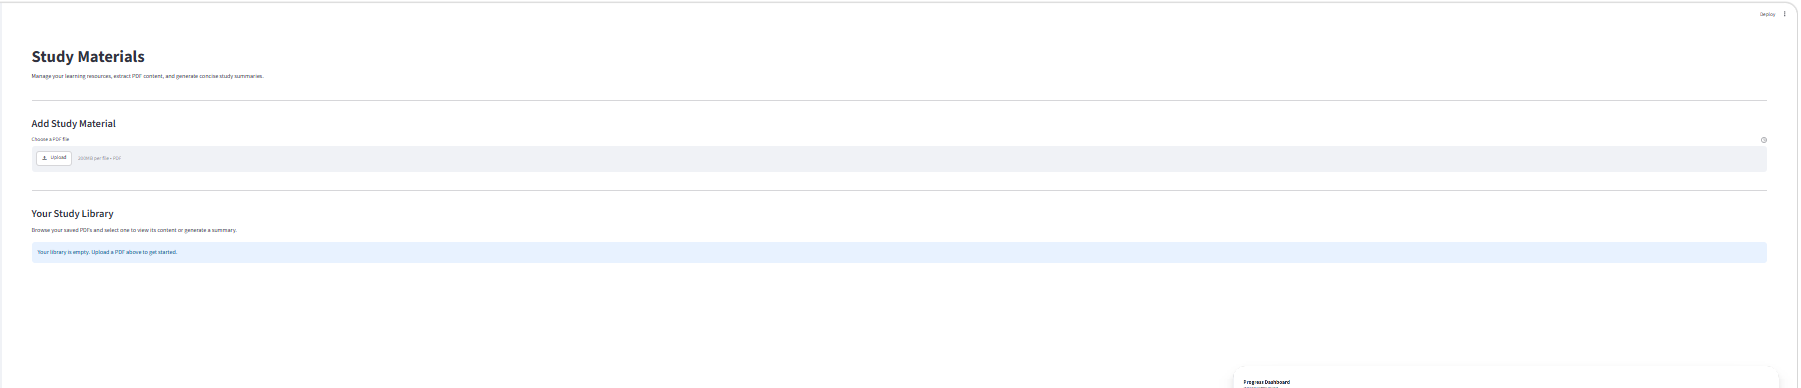 Deploy
Study Materials
Manage your learning resources, extract PDF content, and generate concise study summaries.
Add Study Material
Choose a PDF file
Upload
200MB per file • PDF
Your Study Library
Browse your saved PDFs and select one to view its content or generate a summary.
Your library is empty. Upload a PDF above to get started.
Progress Dashboard